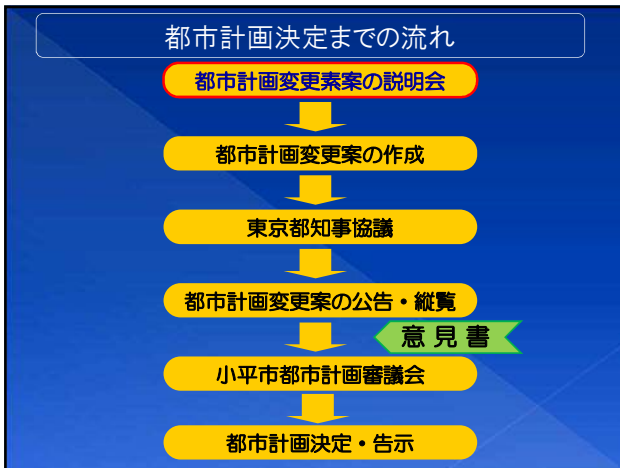 都市計画決定までの流れ
都市計画変更素案の説明会
都市計画変更案の作成
東京都知事協議
都市計画変更案の公告・縦覧
意見書
小平市都市計画審議会
都市計画決定・告示